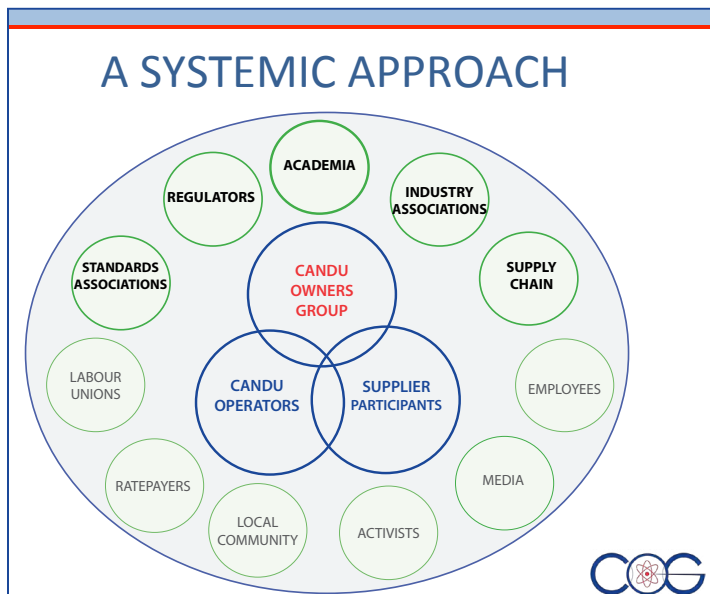 A SYSTEMIC APPROACH
ACADEMIA
REGULATORS
INDUSTRY
ASSOCIATIONS
STANDARDS
ASSOCIATIONS
CANDU
OWNERS
GROUP
SUPPLY
CHAIN
LABOUR
UNIONS
CANDU
OPERATORS
SUPPLIER
PARTICIPANTS
EMPLOYEES
RATEPAYERS
LOCAL
COMMUNITY
ACTIVISTS
MEDIA
COG